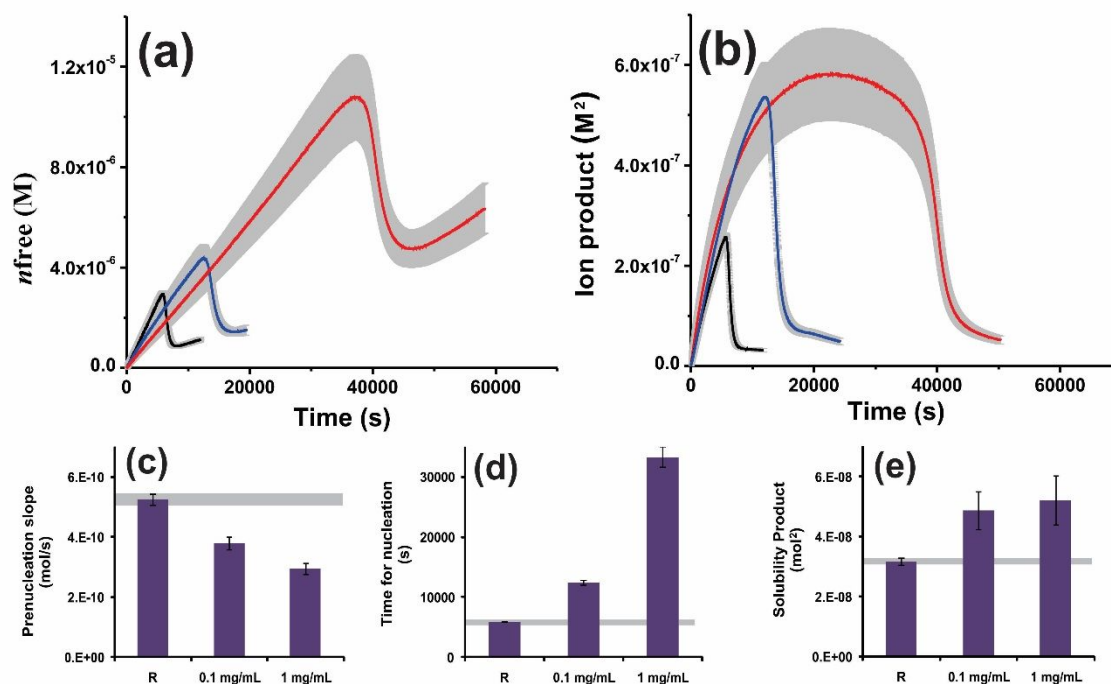 (a)
nfree (M)
1.2x10⁻⁵
8.0x10⁻⁶
4.0x10⁻⁶
0.0
0 20000 40000 60000
Time (s)
(b)
Ion product (M²)
6.0x10⁻⁷
4.0x10⁻⁷
2.0x10⁻⁷
0.0
0 20000 40000 60000
Time (s)
(c)
Prenucleation slope
(mol/s)
6.E-10
4.E-10
2.E-10
0.E+00
R 0.1 mg/mL 1 mg/mL
(d)
Time for nucleation
(s)
30000
20000
10000
0
R 0.1 mg/mL 1 mg/mL
(e)
Solubility Product
(mol²)
6.E-08
4.E-08
2.E-08
0.E+00
R 0.1 mg/mL 1 mg/mL